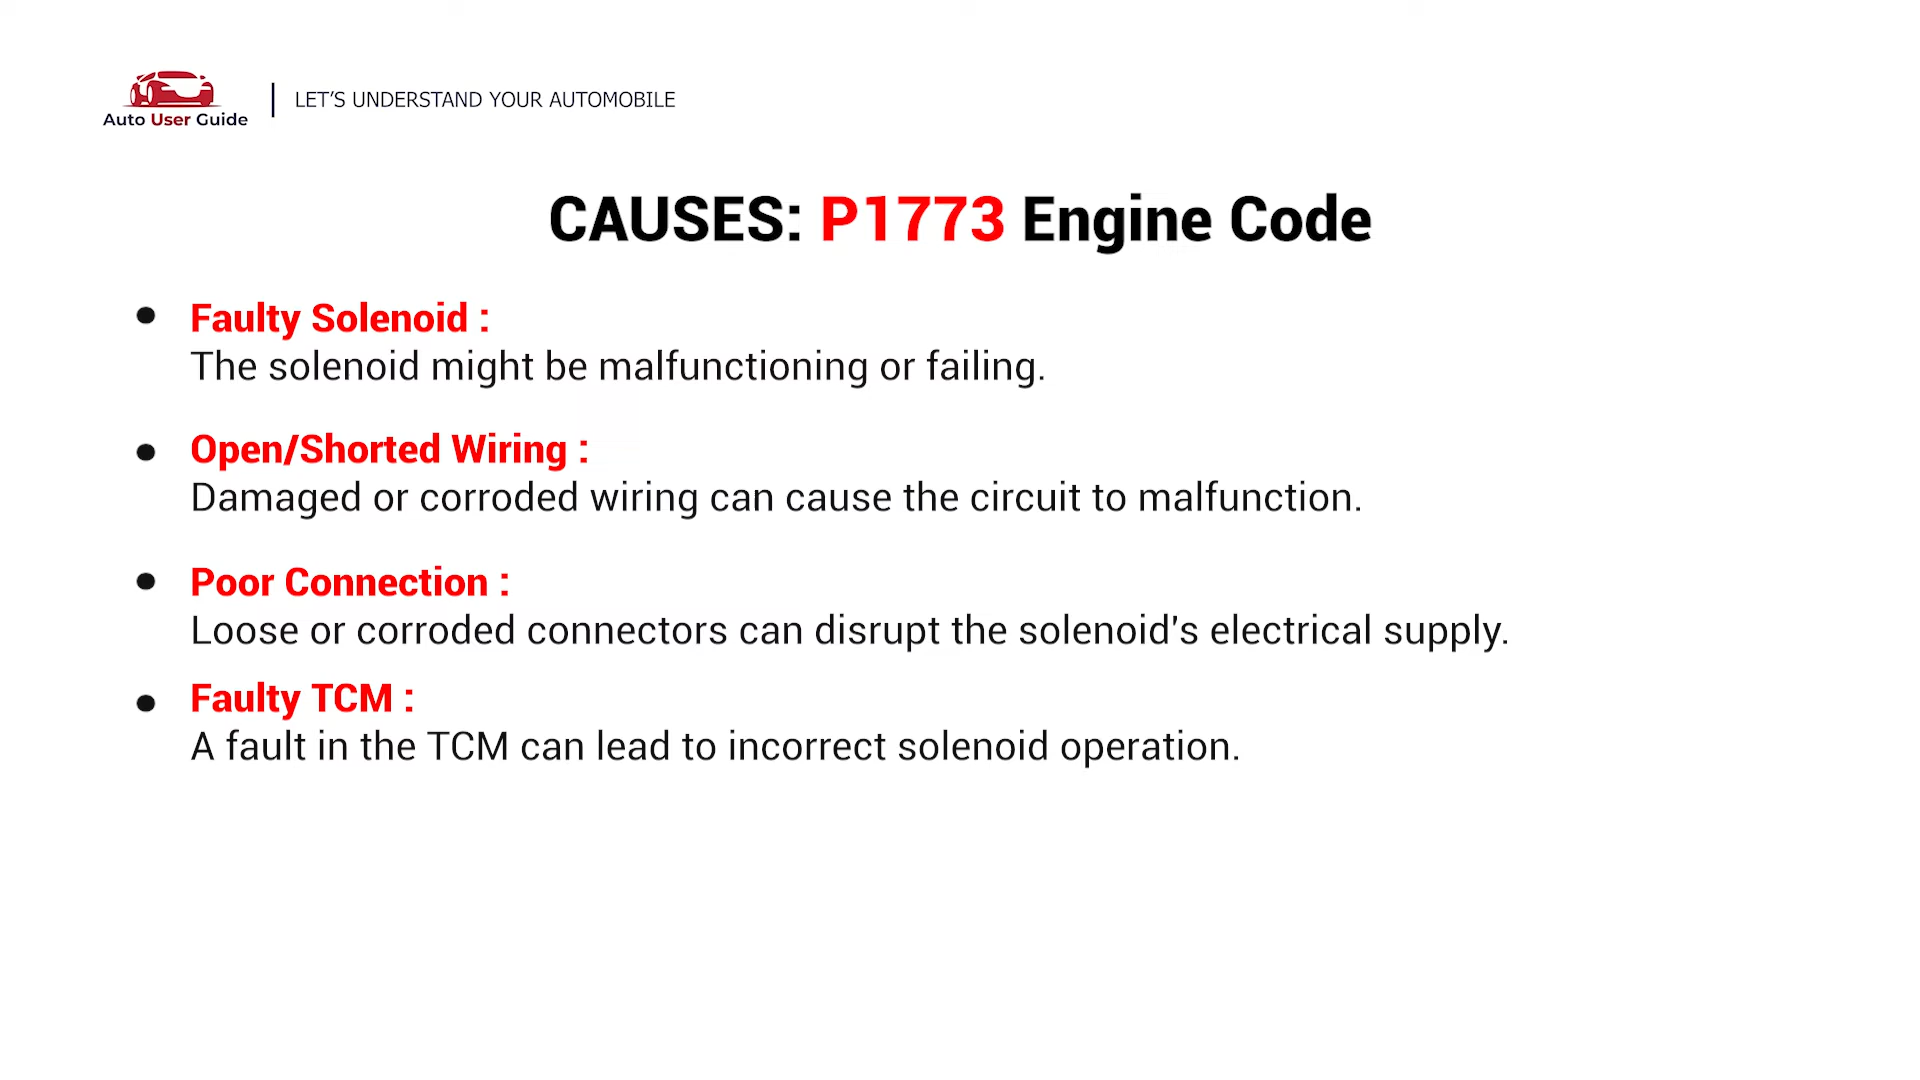 Auto User Guide
LET'S UNDERSTAND YOUR AUTOMOBILE
CAUSES: P1773 Engine Code
Faulty Solenoid :
The solenoid might be malfunctioning or failing.
Open/Shorted Wiring :
Damaged or corroded wiring can cause the circuit to malfunction.
Poor Connection :
Loose or corroded connectors can disrupt the solenoid's electrical supply.
Faulty TCM :
A fault in the TCM can lead to incorrect solenoid operation.